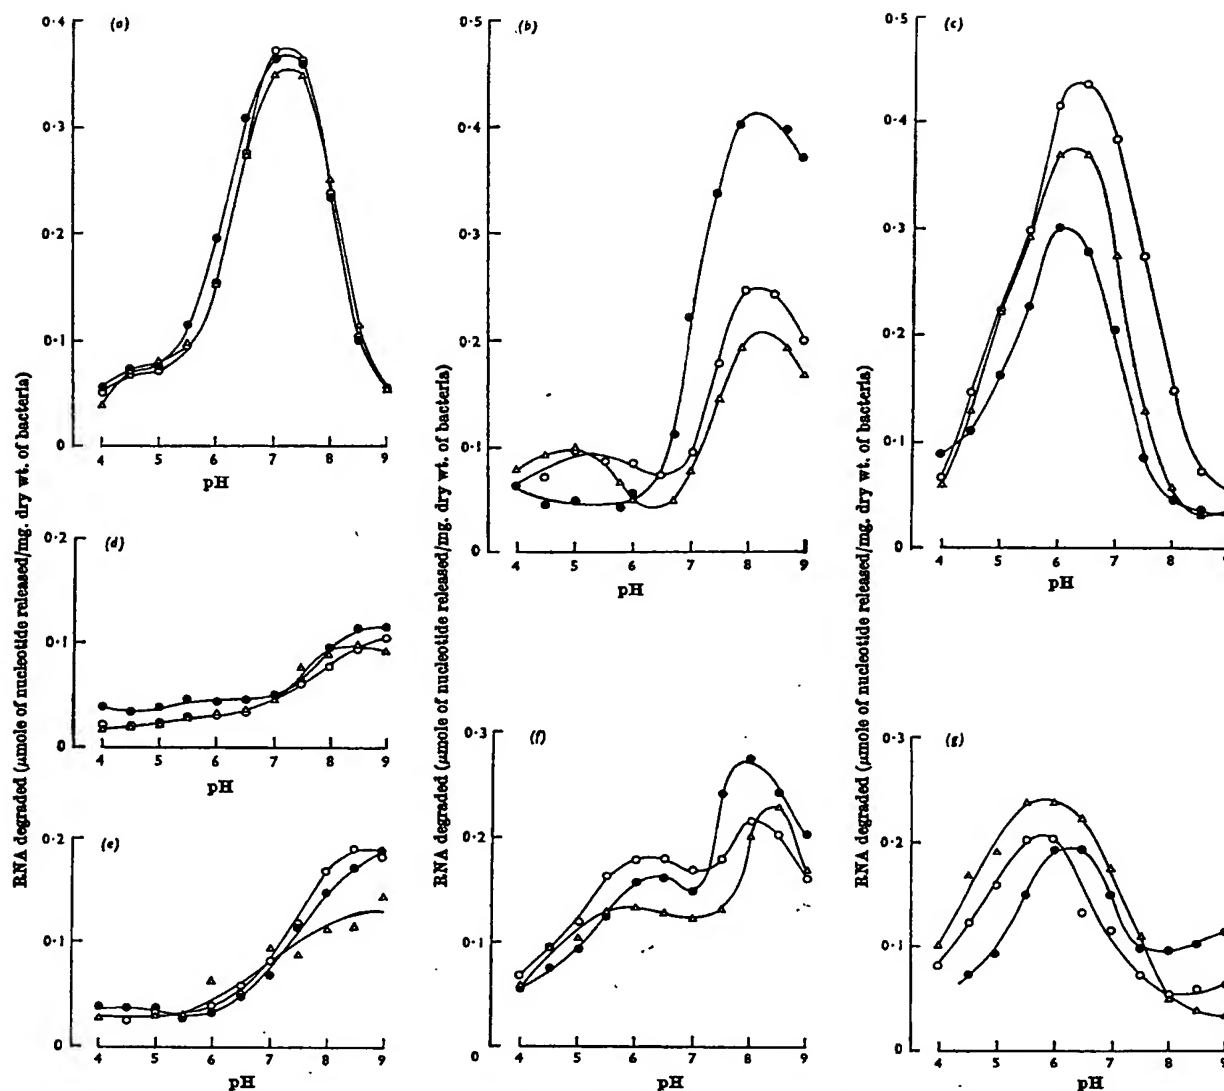 (a)
0·4
0·3
0·2
0·1
0
4 5 6 7 8 9
pH
(b)
0·5
0·4
0·3
0·2
0·1
0
4 5 6 7 8 9
pH
(c)
0·5
0·4
0·3
0·2
0·1
0
4 5 6 7 8 9
pH
(d)
0·2
0·1
0
4 5 6 7 8 9
pH
(e)
0·2
0·1
0
4 5 6 7 8 9
pH
(f)
0·3
0·2
0·1
0
4 5 6 7 8 9
pH
(g)
0·3
0·2
0·1
0
4 5 6 7 8 9
pH
RNA degraded (μmole of nucleotide released/mg. dry wt. of bacteria)
RNA degraded (μmole of nucleotide released/mg. dry wt. of bacteria)
RNA degraded (μmole of nucleotide released/mg. dry wt. of bacteria)